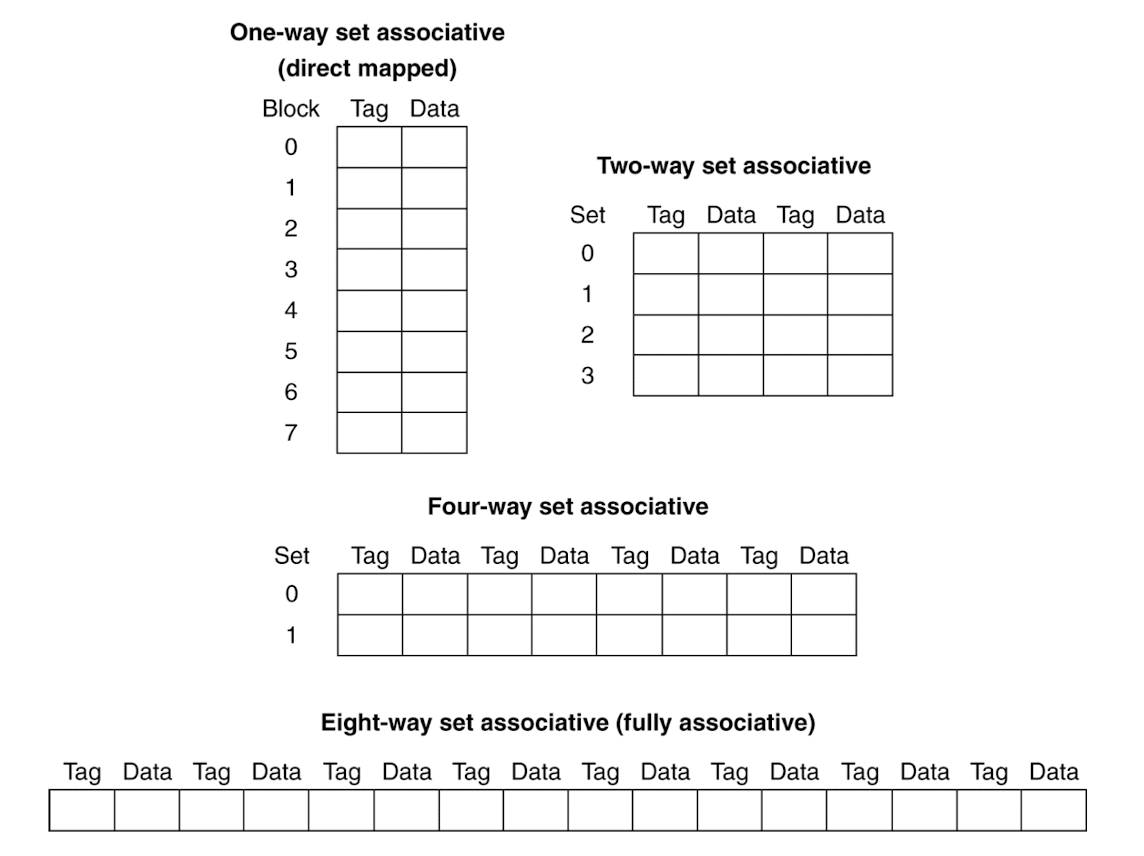 One-way set associative
(direct mapped)
Block Tag Data
0
1
2
3
4
5
6
7
Two-way set associative
Set Tag Data Tag Data
0
1
2
3
Four-way set associative
Set Tag Data Tag Data Tag Data Tag Data
0
1
Eight-way set associative (fully associative)
Tag Data Tag Data Tag Data Tag Data Tag Data Tag Data Tag Data Tag Data